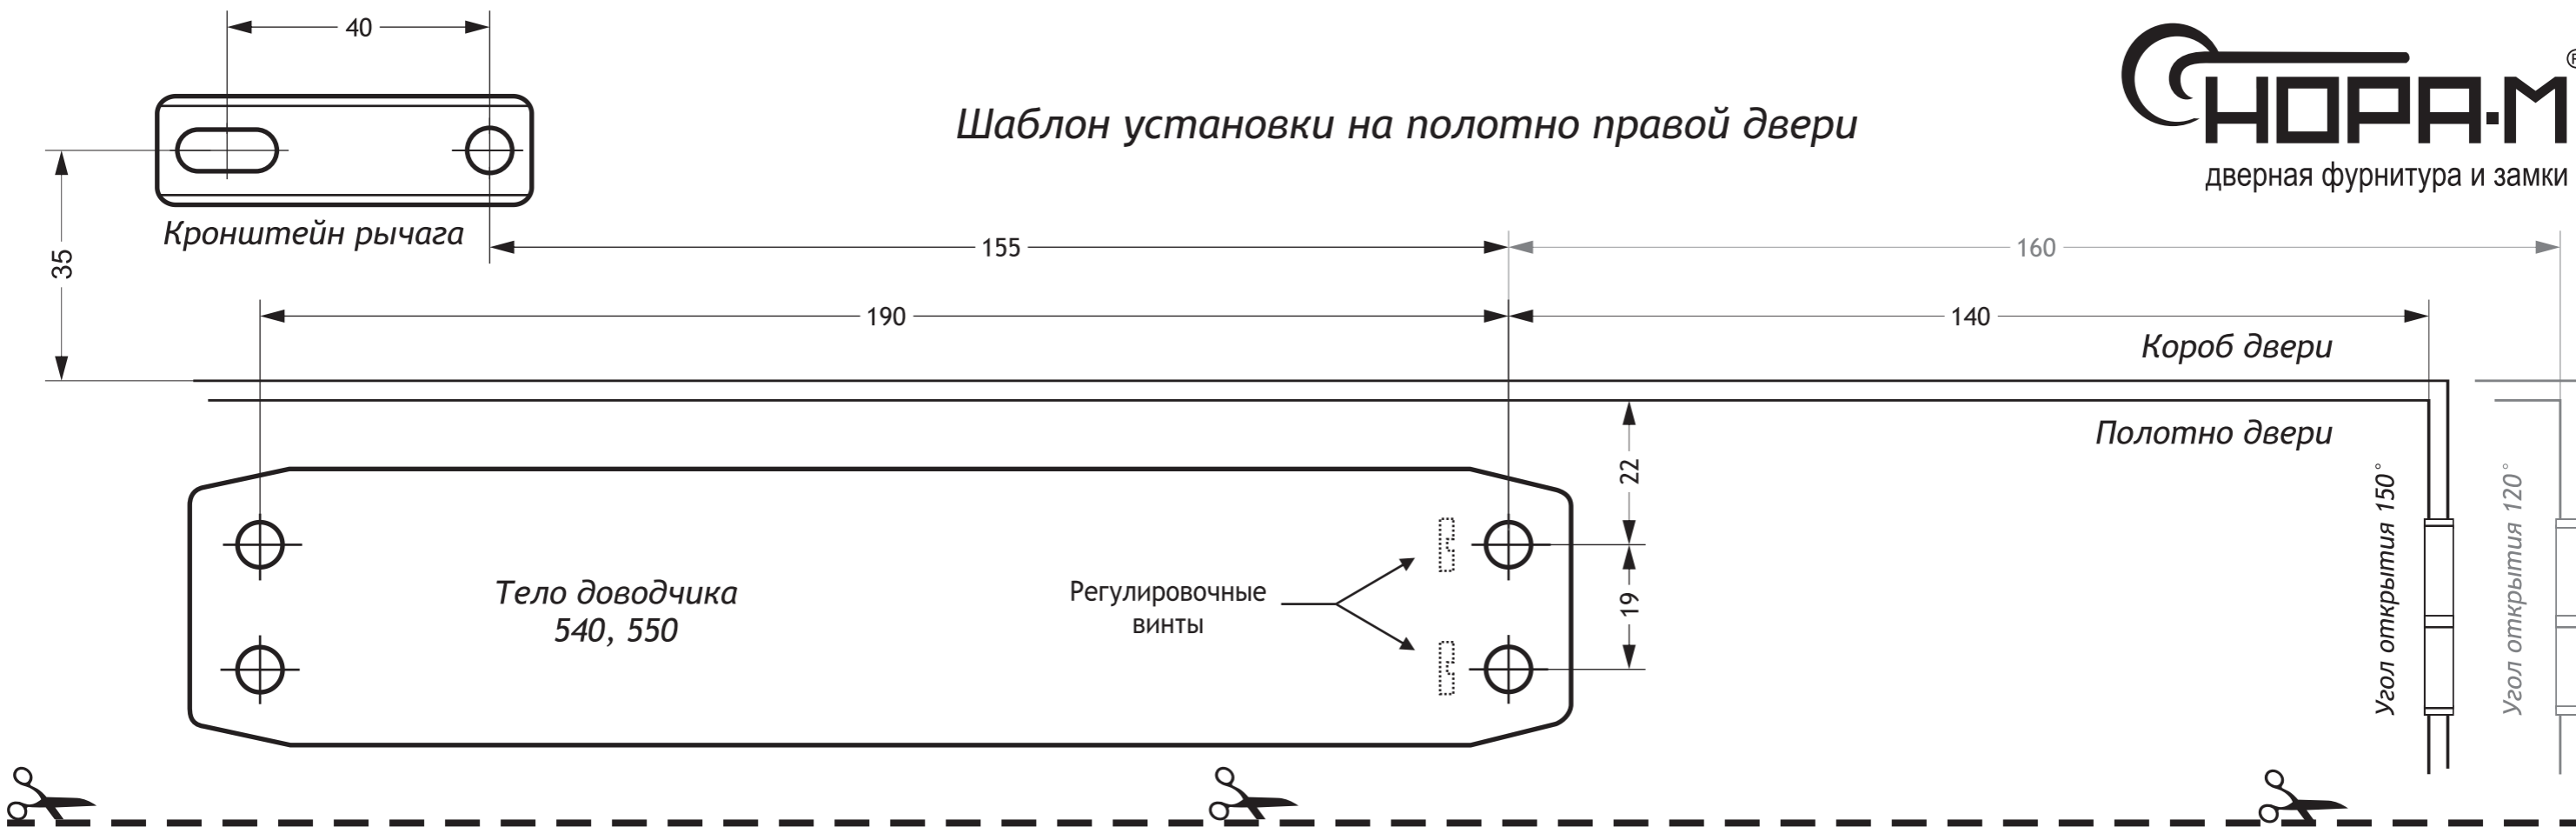 40
Шаблон установки на полотно правой двери
НОРА-М®
дверная фурнитура и замки
Кронштейн рычага
35
155
160
190
140
Короб двери
Полотно двери
22
19
Тело доводчика
540, 550
Регулировочные
винты
Угол открытия 150°
Угол открытия 120°